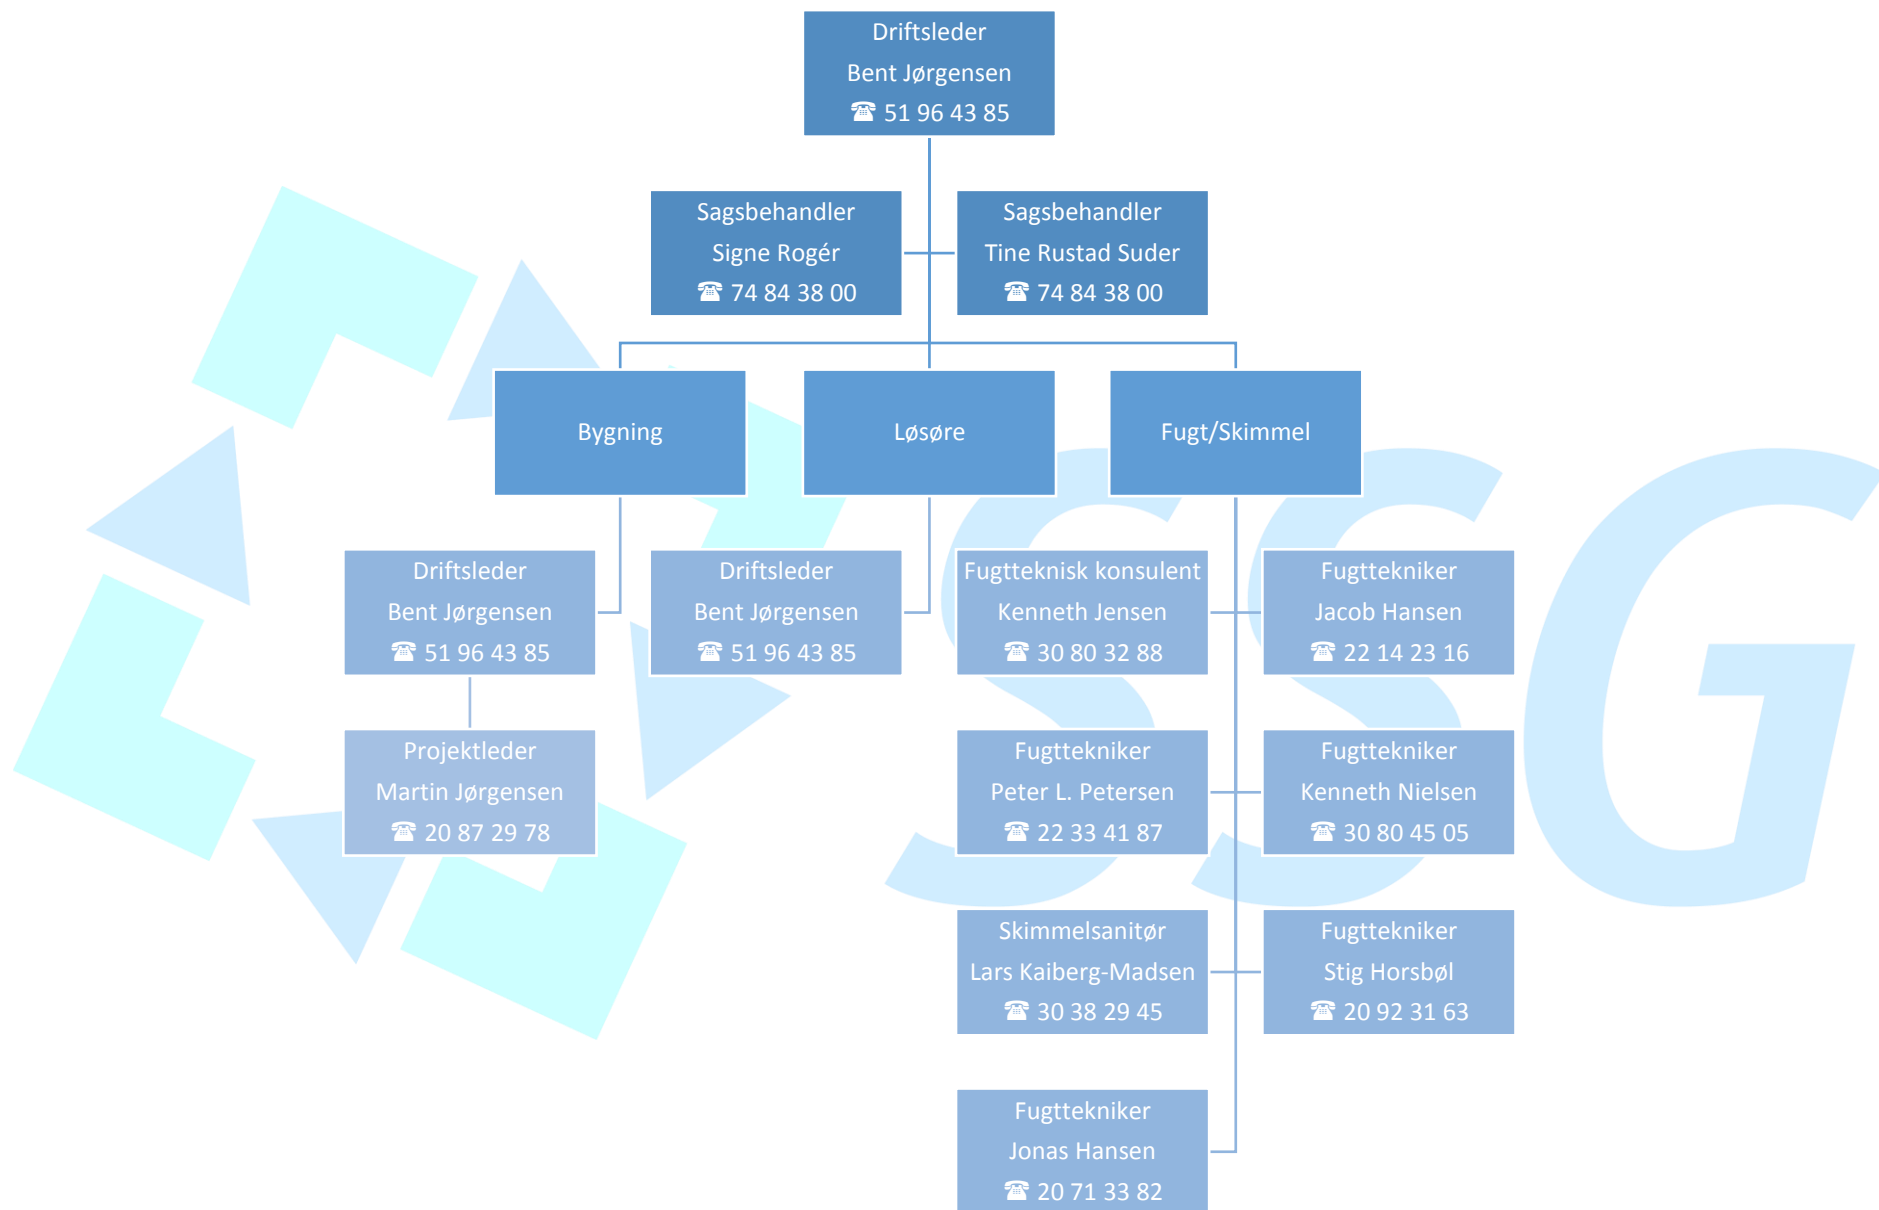 Driftsleder
Bent Jørgensen
☎ 51 96 43 85
Sagsbehandler
Signe Rogér
☎ 74 84 38 00
Sagsbehandler
Tine Rustad Suder
☎ 74 84 38 00
Bygning
Løsøre
Fugt/Skimmel
Driftsleder
Bent Jørgensen
☎ 51 96 43 85
Driftsleder
Bent Jørgensen
☎ 51 96 43 85
Fugtteknisk konsulent
Kenneth Jensen
☎ 30 80 32 88
Fugttekniker
Jacob Hansen
☎ 22 14 23 16
Projektleder
Martin Jørgensen
☎ 20 87 29 78
Fugttekniker
Peter L. Petersen
☎ 22 33 41 87
Fugttekniker
Kenneth Nielsen
☎ 30 80 45 05
Skimmelsanitør
Lars Kaiberg-Madsen
☎ 30 38 29 45
Fugttekniker
Stig Horsbøl
☎ 20 92 31 63
Fugttekniker
Jonas Hansen
☎ 20 71 33 82
SSG